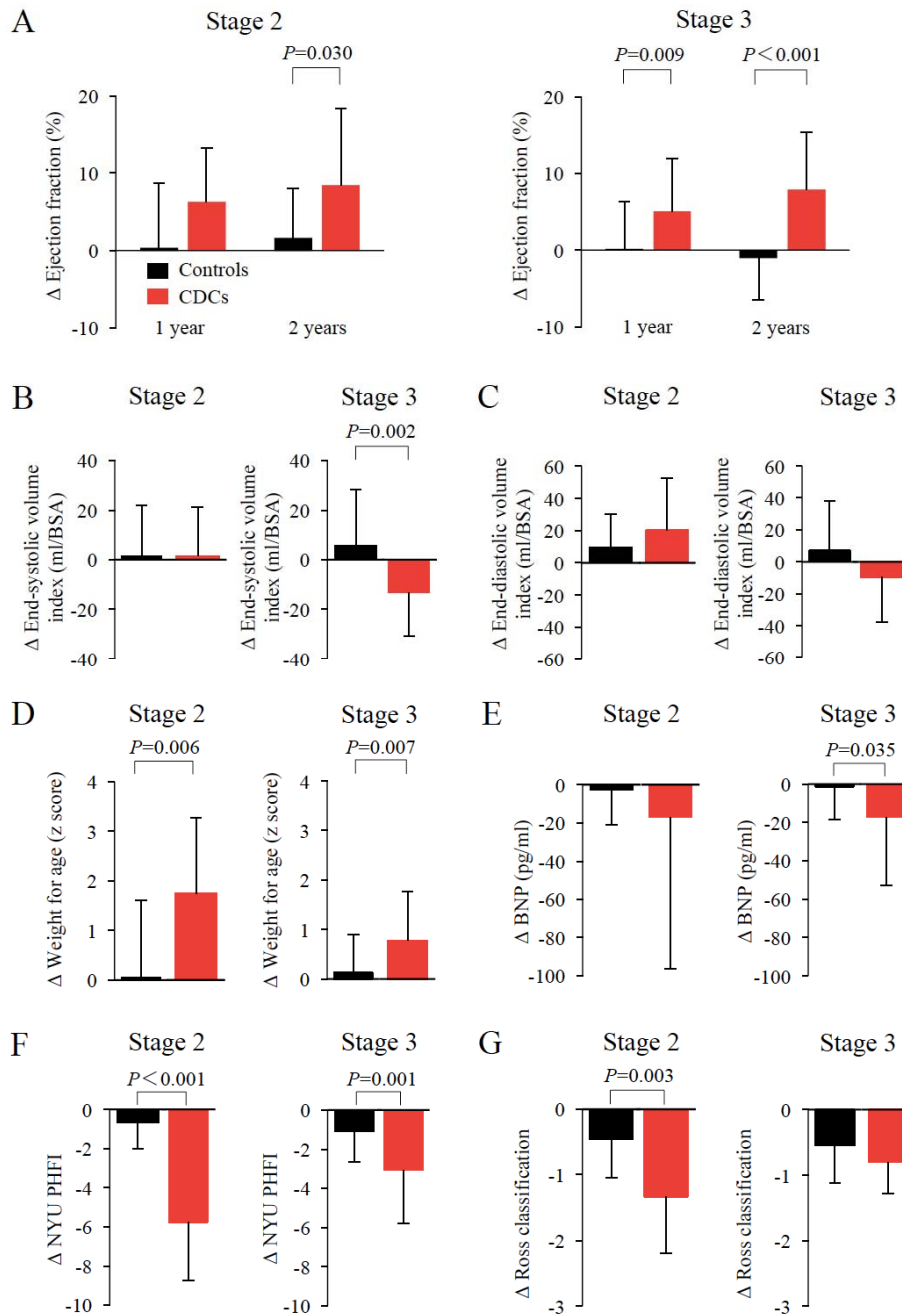 A
Stage 2
Stage 3
P=0.030
P=0.009
P<0.001
Δ Ejection fraction (%)
20
10
0
-10
Controls
CDCs
1 year
2 years
Δ Ejection fraction (%)
20
10
0
-10
1 year
2 years
B
Stage 2
Stage 3
P=0.002
Δ End-systolic volume
index (ml/BSA)
40
20
0
-20
-40
Δ End-systolic volume
index (ml/BSA)
40
20
0
-20
-40
C
Stage 2
Stage 3
Δ End-diastolic volume
index (ml/BSA)
60
40
20
0
-20
-40
-60
Δ End-diastolic volume
index (ml/BSA)
60
40
20
0
-20
-40
-60
D
Stage 2
Stage 3
P=0.006
P=0.007
Δ Weight for age (z score)
4
3
2
1
0
Δ Weight for age (z score)
4
3
2
1
0
E
Stage 2
Stage 3
P=0.035
Δ BNP (pg/ml)
0
-20
-40
-60
-80
-100
Δ BNP (pg/ml)
0
-20
-40
-60
-80
-100
F
Stage 2
Stage 3
P<0.001
P=0.001
Δ NYU PHFI
0
-2
-4
-6
-8
-10
Δ NYU PHFI
0
-2
-4
-6
-8
-10
G
Stage 2
Stage 3
P=0.003
Δ Ross classification
0
-1
-2
-3
Δ Ross classification
0
-1
-2
-3